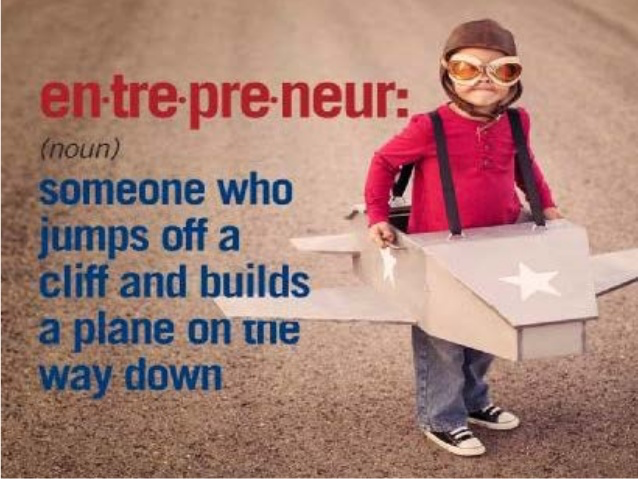 en·tre·pre·neur:
(noun)
someone who
jumps off a
cliff and builds
a plane on the
way down